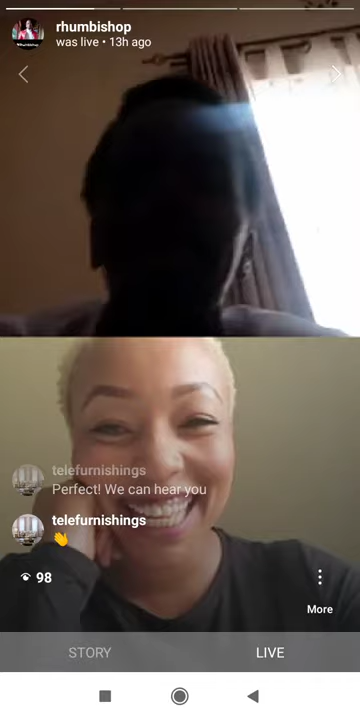 rhumbishop
was live • 13h ago
telefurnishings
Perfect! We can hear you
telefurnishings
98
More
STORY
LIVE